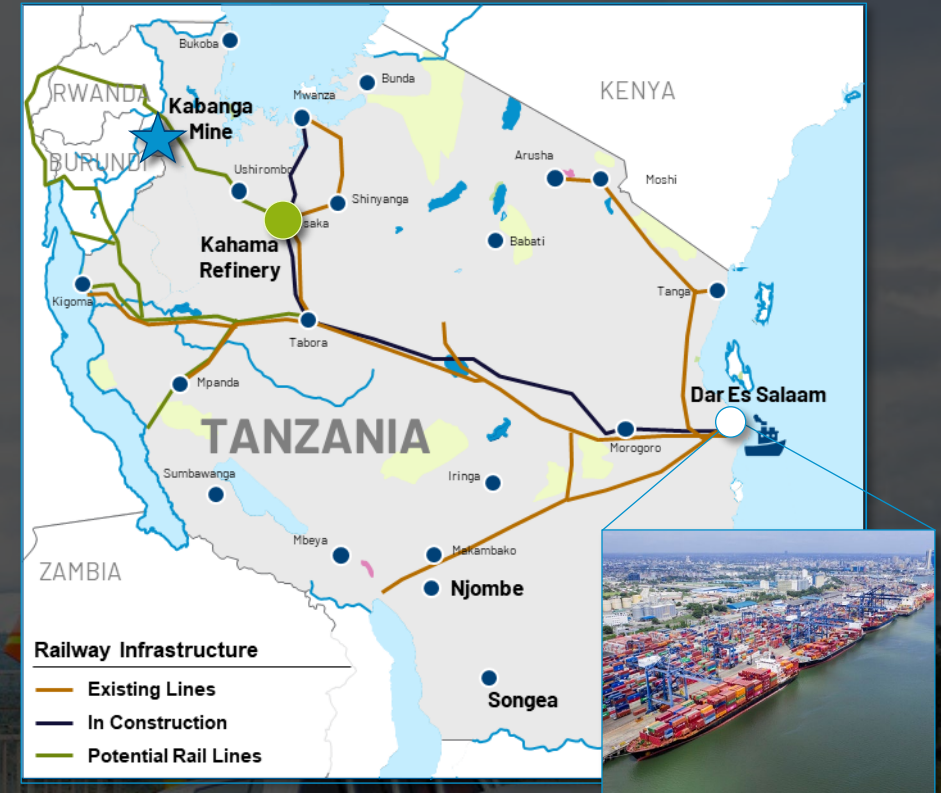 Bukoba
Bunda
KENYA
RWANDA
Kabanga
Mine
Mwanza
BURUNDI
Arusha
Moshi
Ushirombo
Shinyanga
saka
Kahama
Refinery
Babati
Kigoma
Tanga
Tabora
Mpanda
Dar Es Salaam
TANZANIA
Morogoro
Sumbawanga
Iringa
Mbeya
Makambako
ZAMBIA
Njombe
Songea
Railway Infrastructure
Existing Lines
In Construction
Potential Rail Lines